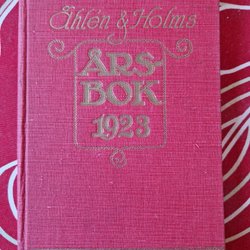 Åhlén & Holms
ÅRS-
BOK
1923